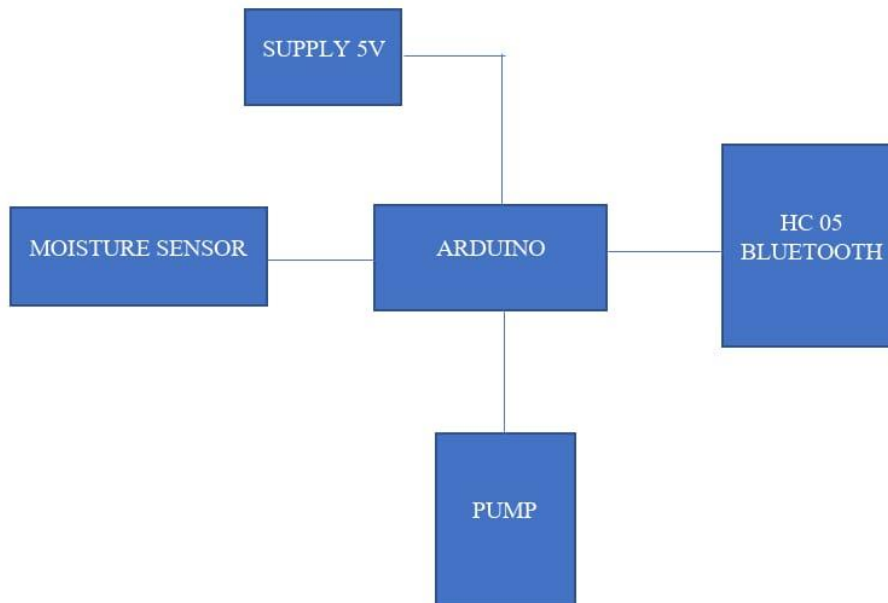 SUPPLY 5V
MOISTURE SENSOR
ARDUINO
HC 05
BLUETOOTH
PUMP